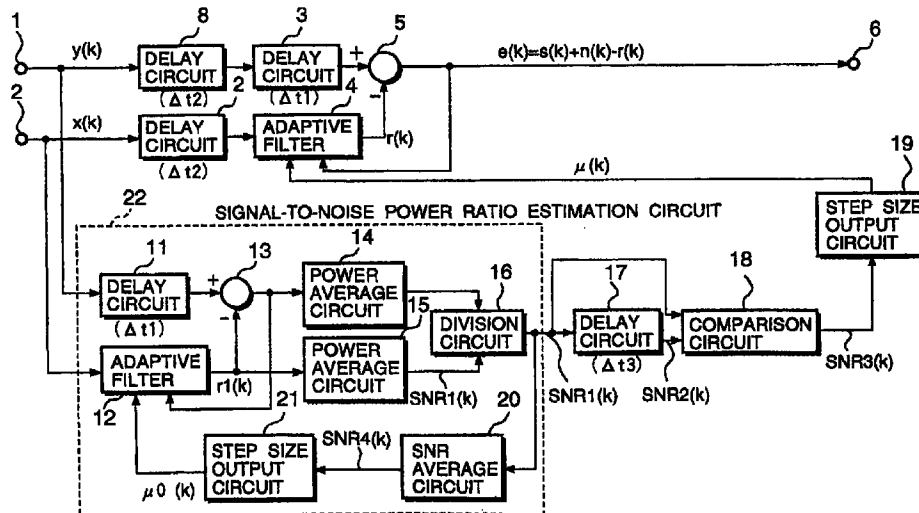 1
y(k)
8
DELAY
CIRCUIT
(Δt2)
3
DELAY
CIRCUIT
(Δt1)
+
5
−
e(k)=s(k)+n(k)-r(k)
6
2
x(k)
2
DELAY
CIRCUIT
(Δt2)
4
ADAPTIVE
FILTER
r(k)
μ(k)
19
STEP SIZE
OUTPUT
CIRCUIT
22
SIGNAL-TO-NOISE POWER RATIO ESTIMATION CIRCUIT
11
DELAY
CIRCUIT
(Δt1)
+
13
−
14
POWER
AVERAGE
CIRCUIT
15
POWER
AVERAGE
CIRCUIT
16
DIVISION
CIRCUIT
17
DELAY
CIRCUIT
(Δt3)
18
COMPARISON
CIRCUIT
ADAPTIVE
FILTER
12
r1(k)
SNR1(k)
SNR1(k)
SNR2(k)
SNR3(k)
21
STEP SIZE
OUTPUT
CIRCUIT
μ0 (k)
SNR4(k)
20
SNR
AVERAGE
CIRCUIT